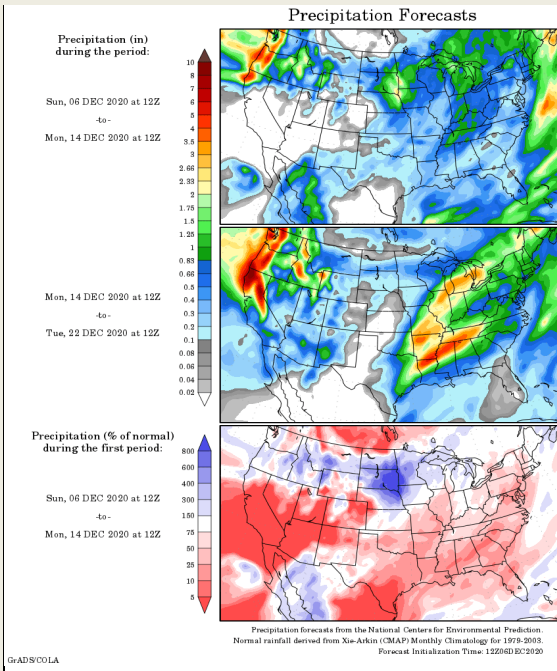 Precipitation Forecasts
Precipitation (in)
during the period:
Sun, 06 DEC 2020 at 12Z
-to-
Mon, 14 DEC 2020 at 12Z
10
8
7
6
5
4
3.5
3
2.66
2.33
2
1.75
1.5
1.25
1
0.83
0.66
0.5
0.4
0.3
0.2
0.1
0.08
0.06
0.04
0.02
Mon, 14 DEC 2020 at 12Z
-to-
Tue, 22 DEC 2020 at 12Z
Precipitation (% of normal)
during the first period:
Sun, 06 DEC 2020 at 12Z
-to-
Mon, 14 DEC 2020 at 12Z
800
600
400
300
150
75
50
25
10
5
Precipitation forecasts from the National Centers for Environmental Prediction.
Normal rainfall derived from Xie-Arkin (CMAP) Monthly Climatology for 1979-2003.
Forecast Initialization Time: 12Z06DEC2020
GrADS/COLA